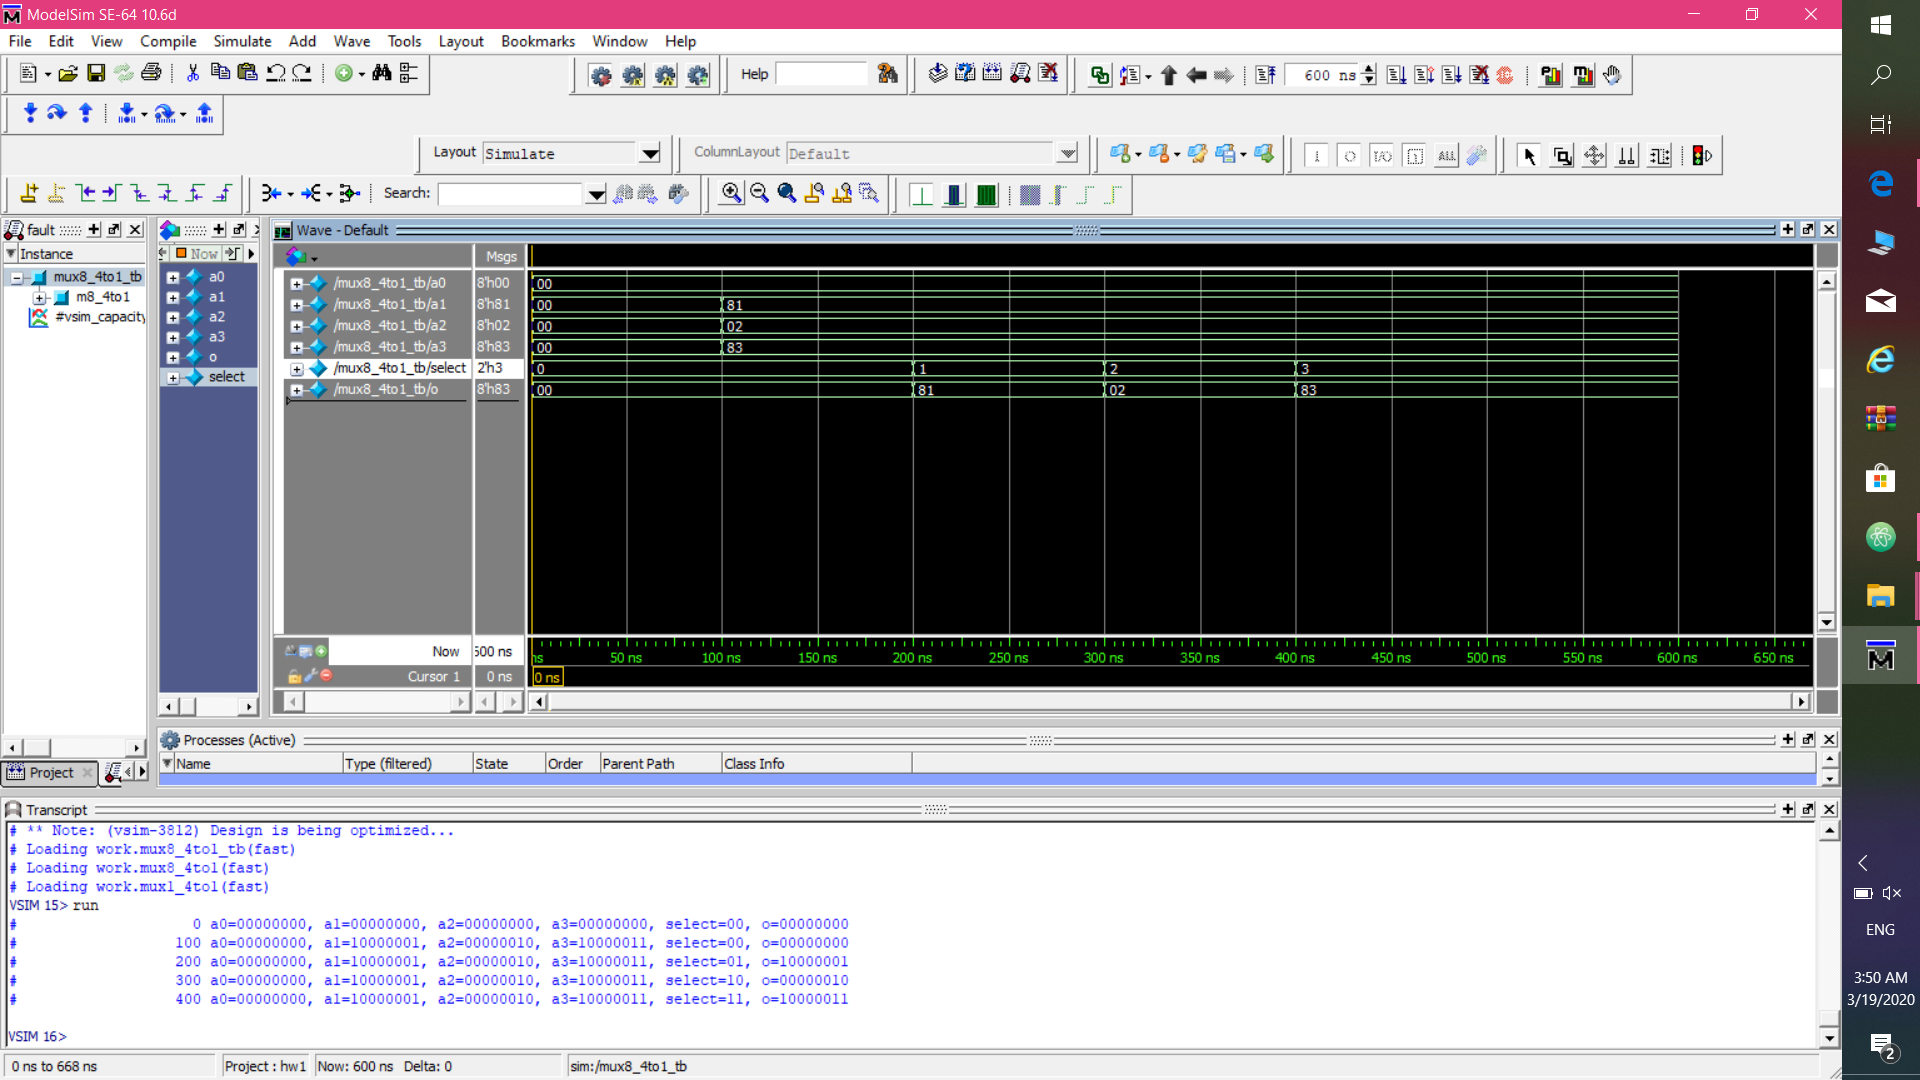 ModelSim SE-64 10.6d
File Edit View Compile Simulate Add Wave Tools Layout Bookmarks Window Help
Help
600 ns
Layout Simulate
ColumnLayout Default
ALL
Search:
fault
Instance
mux8_4to1_tb
m8_4to1
#vsim_capacity
Project
Now
a0
a1
a2
a3
o
select
Wave - Default
Msgs
/mux8_4to1_tb/a0 8'h00 00
/mux8_4to1_tb/a1 8'h81 00 81
/mux8_4to1_tb/a2 8'h02 00 02
/mux8_4to1_tb/a3 8'h83 00 83
/mux8_4to1_tb/select 2'h3 0 1 2 3
/mux8_4to1_tb/o 8'h83 00 81 02 83
Now 600 ns
ns 50 ns 100 ns 150 ns 200 ns 250 ns 300 ns 350 ns 400 ns 450 ns 500 ns 550 ns 600 ns 650 ns
Cursor 1 0 ns 0 ns
Processes (Active)
Name Type (filtered) State Order Parent Path Class Info
Transcript
# ** Note: (vsim-3812) Design is being optimized...
# Loading work.mux8_4to1_tb(fast)
# Loading work.mux8_4to1(fast)
# Loading work.mux1_4to1(fast)
VSIM 15> run
# 0 a0=00000000, a1=00000000, a2=00000000, a3=00000000, select=00, o=00000000
# 100 a0=00000000, a1=10000001, a2=00000010, a3=10000011, select=00, o=00000000
# 200 a0=00000000, a1=10000001, a2=00000010, a3=10000011, select=01, o=10000001
# 300 a0=00000000, a1=10000001, a2=00000010, a3=10000011, select=10, o=00000010
# 400 a0=00000000, a1=10000001, a2=00000010, a3=10000011, select=11, o=10000011
VSIM 16>
0 ns to 668 ns Project : hw1 Now: 600 ns Delta: 0 sim:/mux8_4to1_tb
ENG
3:50 AM
3/19/2020
2